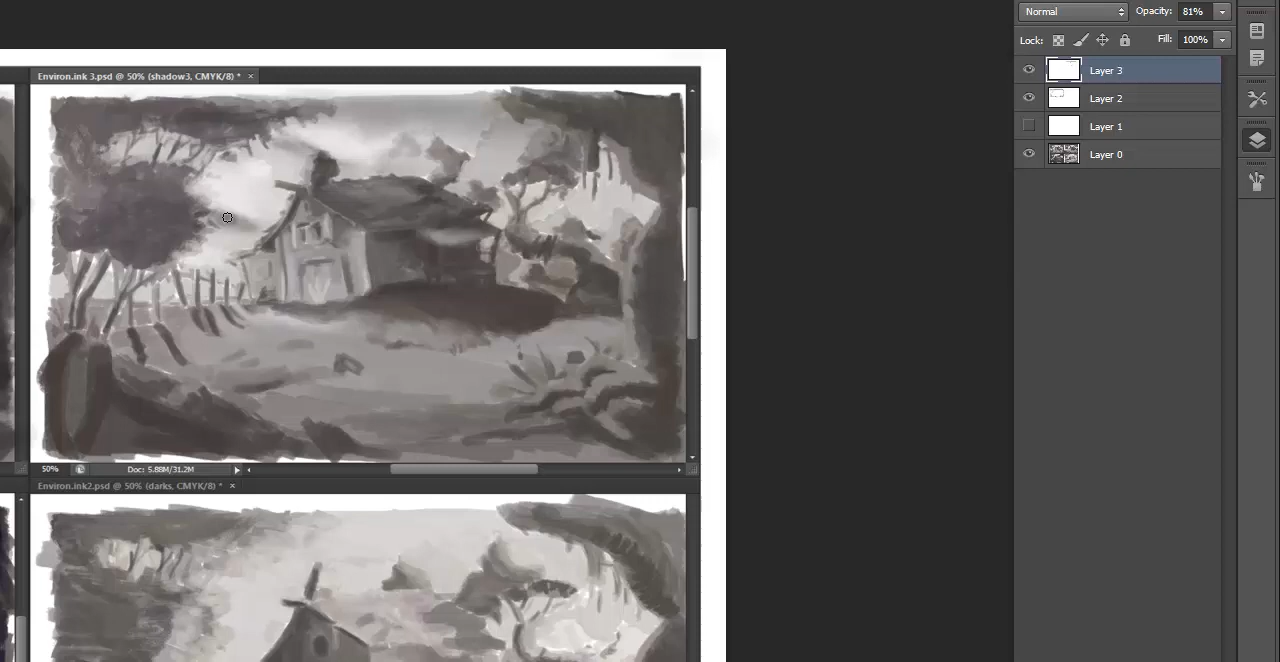 Normal Opacity: 81%
Lock: Fill: 100%
Layer 3
Layer 2
Layer 1
Layer 0
Environ.ink 3.psd @ 50% (shadow3, CMYK/8) * ×
50% Doc: 5.88M/31.2M
Environ.ink2.psd @ 50% (darks, CMYK/8) * ×